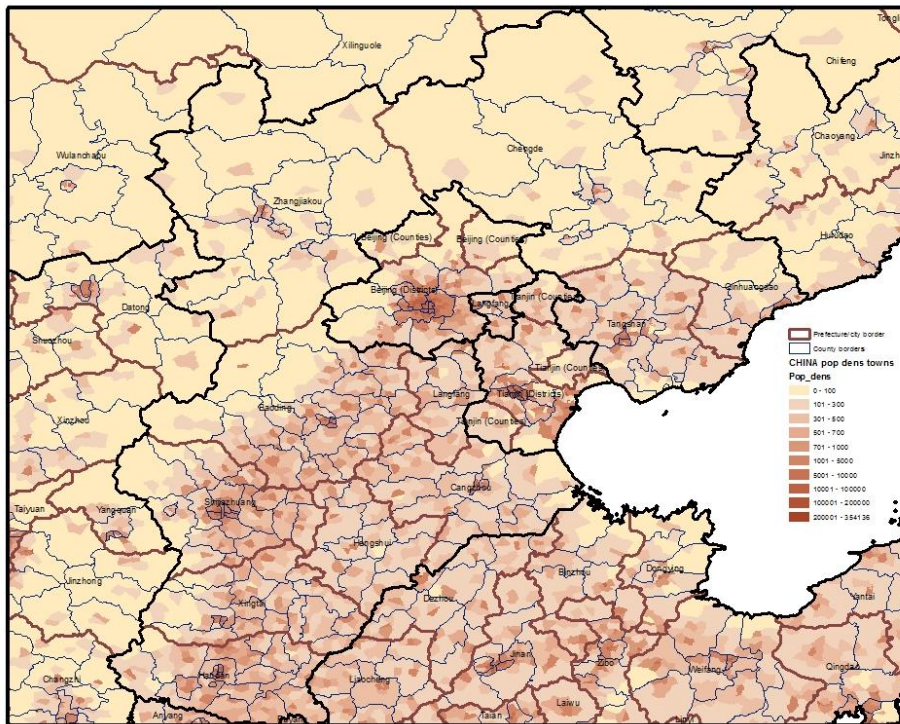 Xilinguole
Chifeng
Wulanchabu
Chengde
Chaoyang
Zhangjiakou
Beijing (Counties)
Beijing (Counties)
Huludao
Beijing (Districts)
Langfang
Tianjin (Counties)
Qinhuangdao
Datong
Tangshan
Shuozhou
Prefecture/city border
County borders
CHINA pop dens towns
Pop_dens
0 - 100
101 - 300
301 - 500
501 - 700
701 - 1000
1001 - 5000
5001 - 10000
10001 - 100000
100001 - 200000
200001 - 354136
Tianjin (Counties)
Langfang
Tianjin (Districts)
Baoding
Xinzhou
Tianjin (Counties)
Cangzhou
Shijiazhuang
Taiyuan
Yangquan
Hengshui
Jinzhong
Binzhou
Dongying
Dezhou
Yantai
Xingtai
Jinan
Zibo
Weifang
Qingdao
Handan
Liaocheng
Changzhi
Laiwu
Anyang
Taian